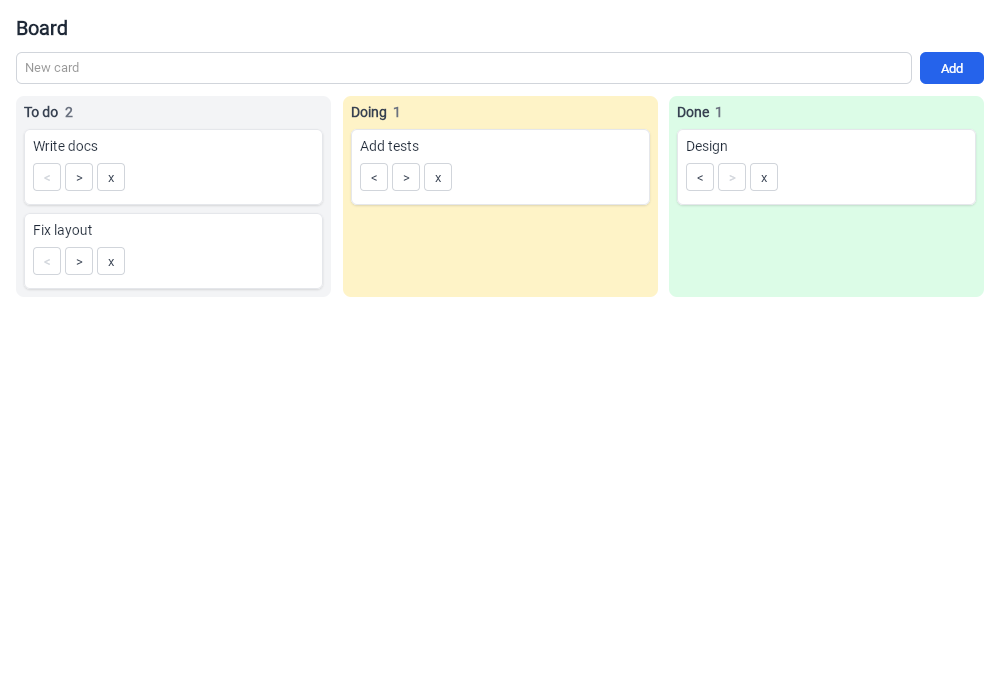 Board
New card
Add
To do 2
Write docs
< > x
Fix layout
< > x
Doing 1
Add tests
< > x
Done 1
Design
< > x